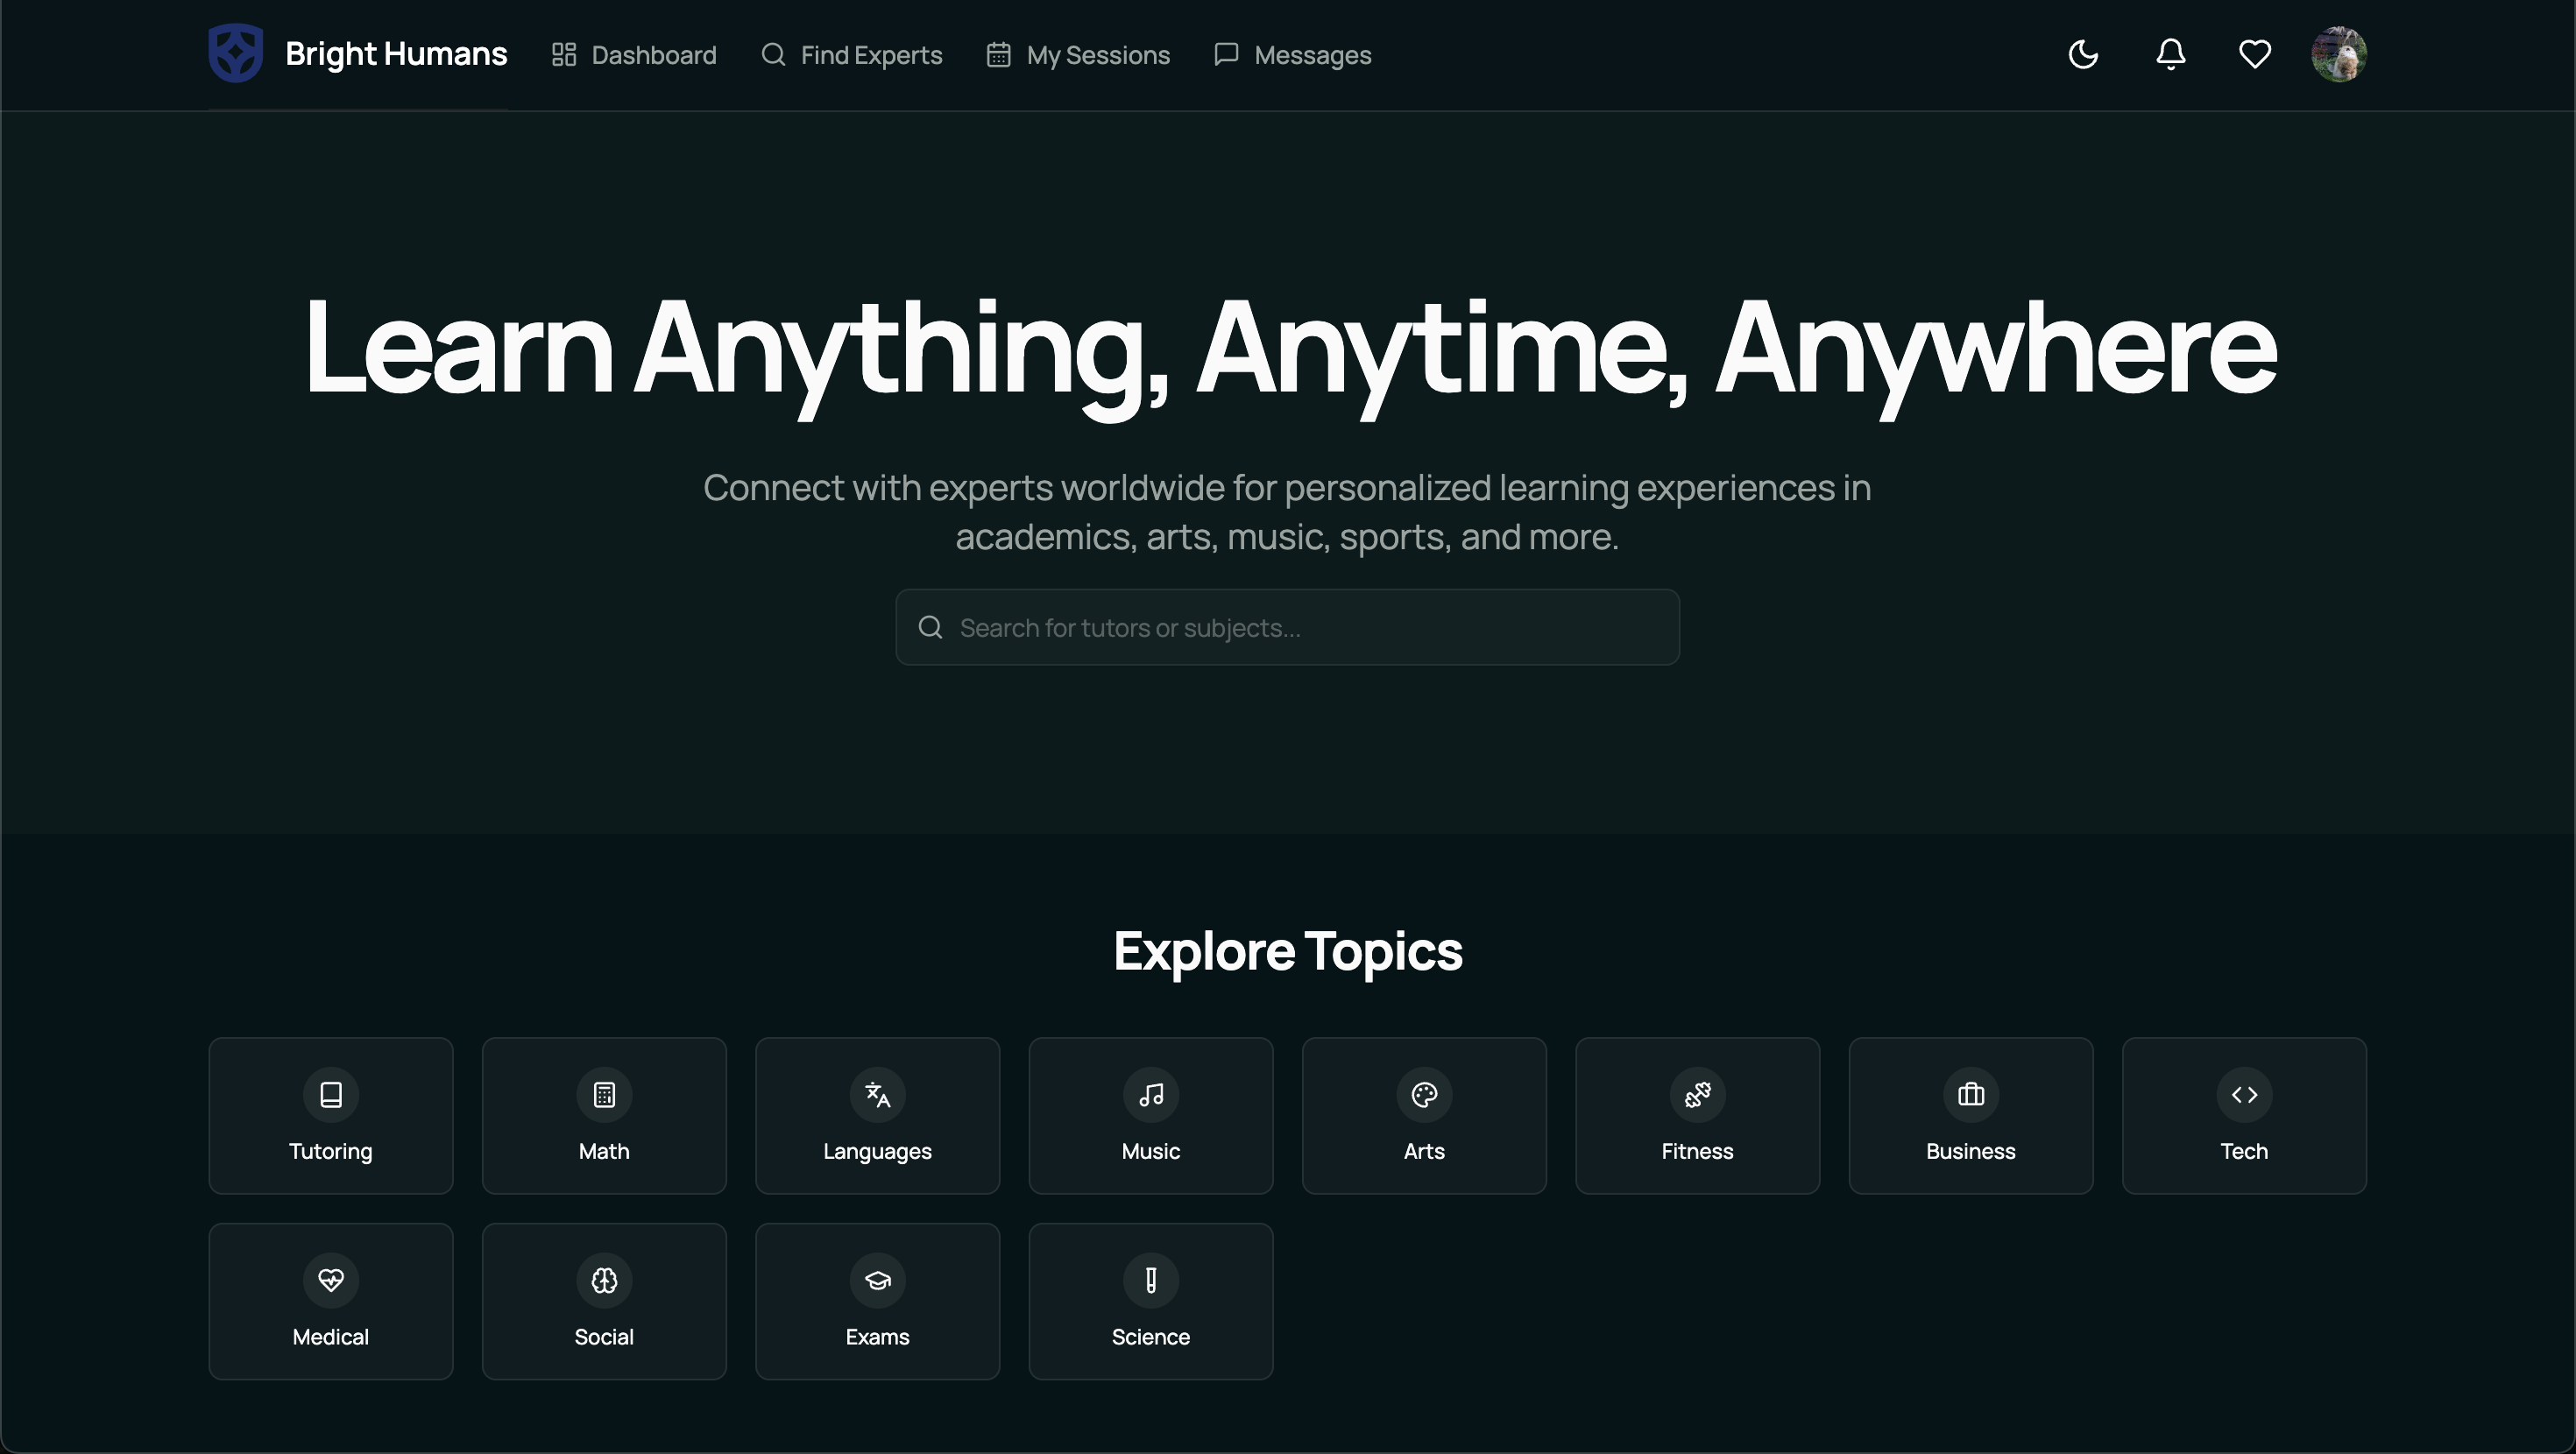 Bright Humans
Dashboard
Find Experts
My Sessions
Messages
Learn Anything, Anytime, Anywhere
Connect with experts worldwide for personalized learning experiences in
academics, arts, music, sports, and more.
Search for tutors or subjects...
Explore Topics
Tutoring
Math
Languages
Music
Arts
Fitness
Business
Tech
Medical
Social
Exams
Science